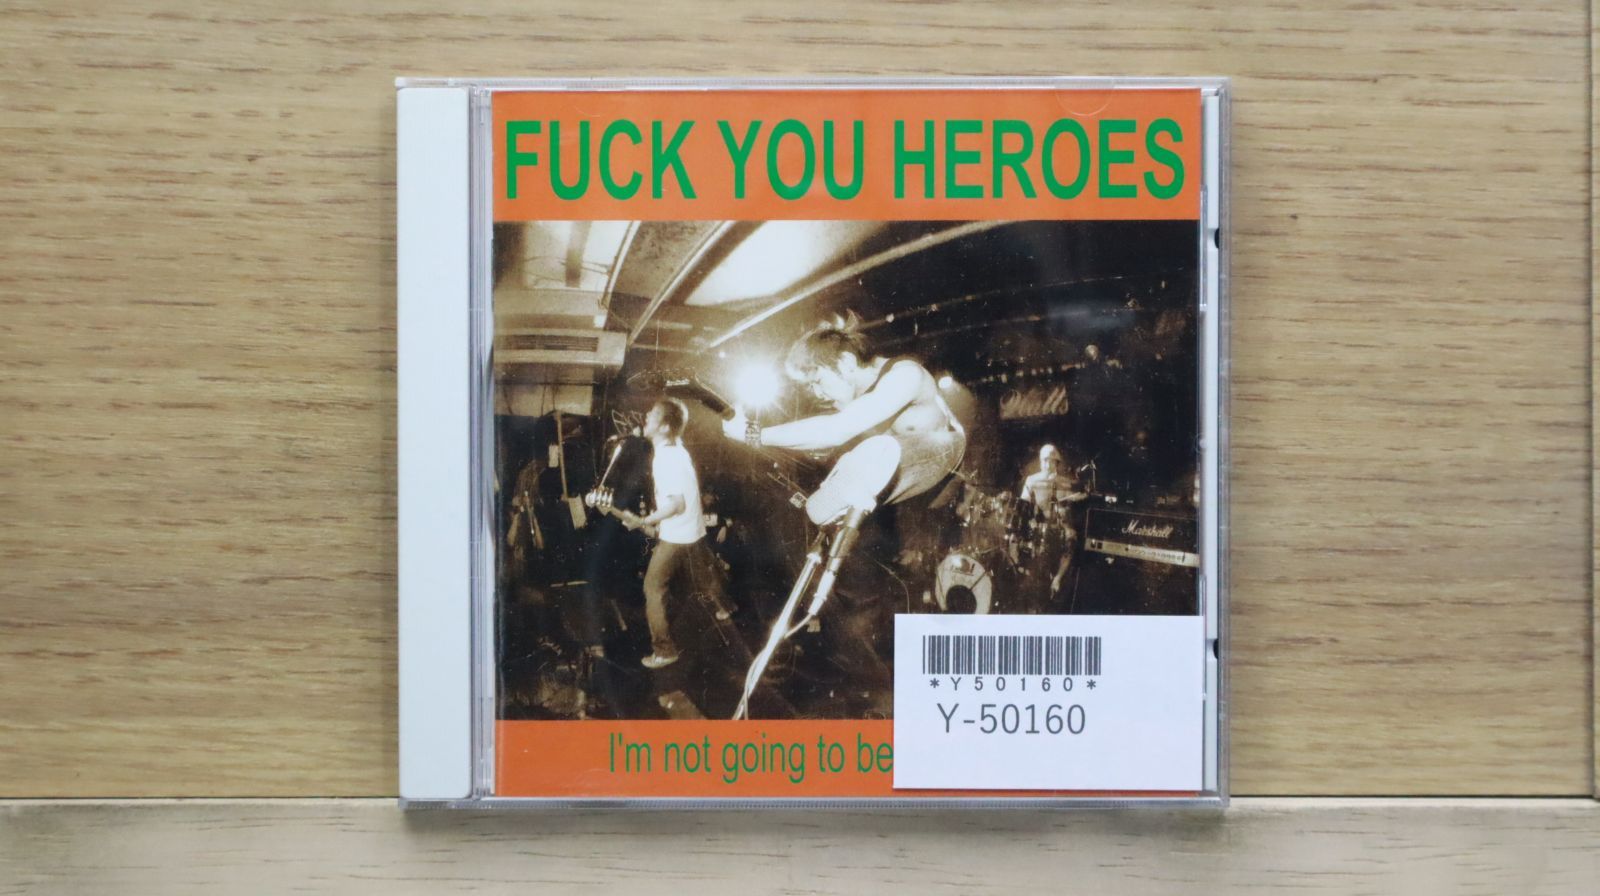 FUCK YOU HEROES
Marshall
*Y50160*
Y-50160
I'm not going to be